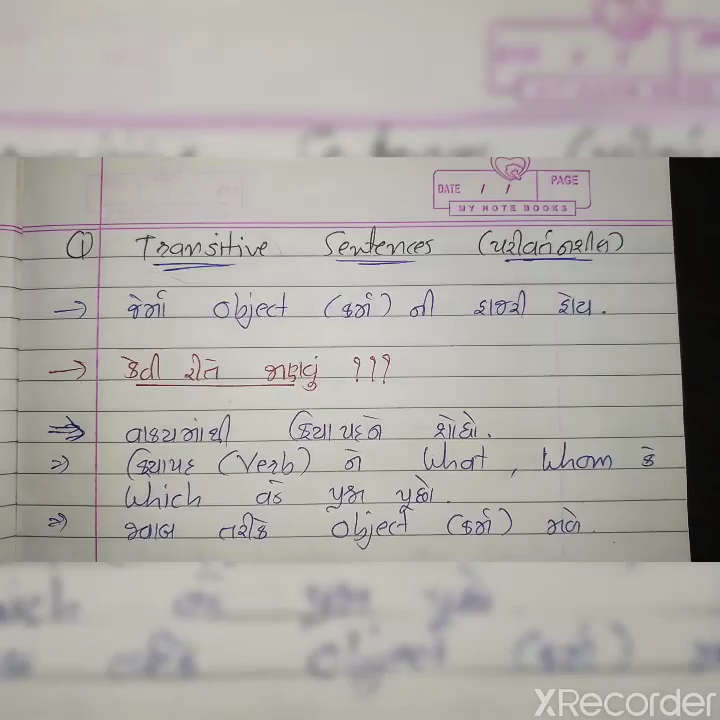 DATE / / PAGE
MY NOTE BOOKS
① Transitive Sentences (પરીવર્તનશીલ)
→ જેમાં object (કર્મ) ની હાજરી હોય.
→ કેવી રીતે જાણવું ???
⇒ વાક્યમાંથી ક્રિયાપદને શોધો.
⇒ ક્રિયાપદ (Verb) ને What, Whom કે
Which વડે પ્રશ્ન પૂછો.
⇒ જવાબ તરીકે Object (કર્મ) મળે.
XRecorder